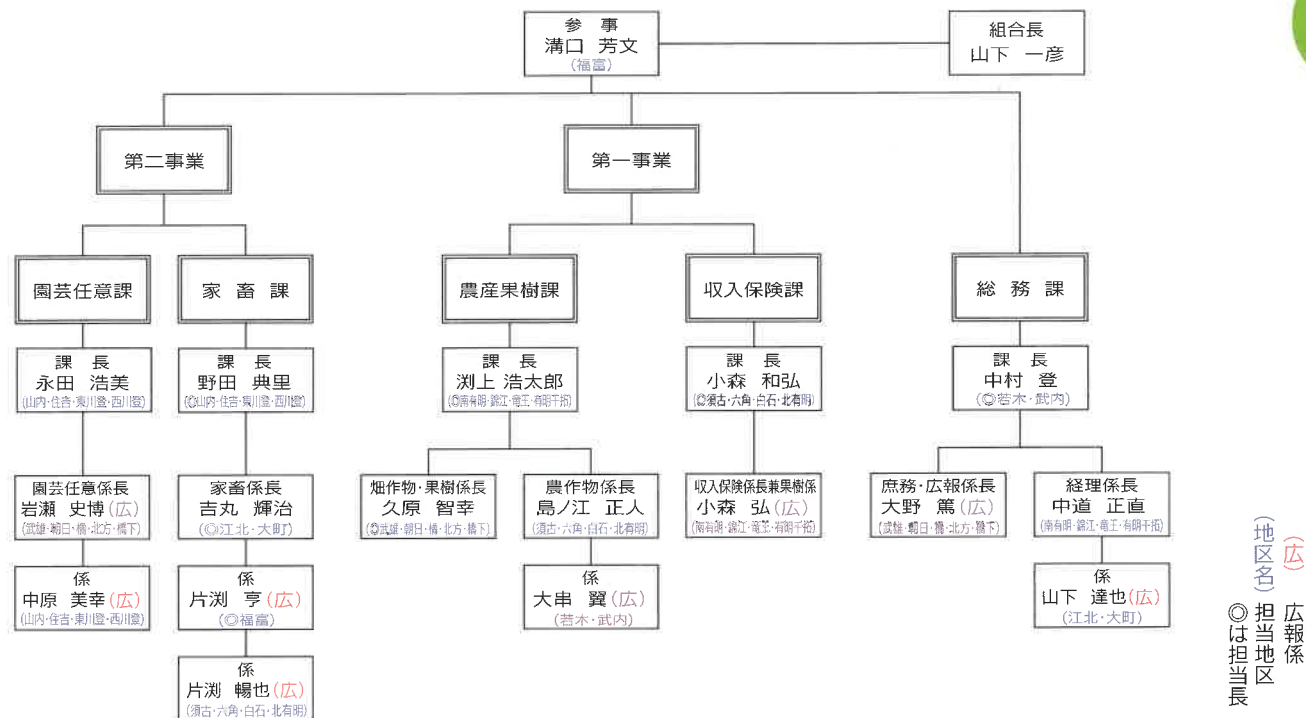 参 事
溝口 芳文
(福富)
組合長
山下 一彦
第二事業
第一事業
園芸任意課
家 畜 課
農産果樹課
収入保険課
総 務 課
課 長
永田 浩美
(山内・住吉・東川登・西川登)
課 長
野田 典里
(◎山内・住吉・東川登・西川登)
課 長
渕上 浩太郎
(◎南有明・錦江・竜王・有明干拓)
課 長
小森 和弘
(◎須古・六角・白石・北有明)
課 長
中村 登
(◎若木・武内)
園芸任意係長
岩瀬 史博(広)
(武雄・朝日・橘・北方・橋下)
家畜係長
吉丸 輝治
(◎江北・大町)
畑作物・果樹係長
久原 智幸
(◎武雄・朝日・橘・北方・橋下)
農作物係長
島ノ江 正人
(須古・六角・白石・北有明)
収入保険係長兼果樹係
小森 弘(広)
(南有明・錦江・竜王・有明干拓)
庶務・広報係長
大野 篤(広)
(武雄・朝日・橘・北方・橋下)
経理係長
中道 正直
(南有明・錦江・竜王・有明干拓)
係
中原 美幸(広)
(山内・住吉・東川登・西川登)
係
片渕 亨(広)
(◎福富)
係
大串 翼(広)
(若木・武内)
係
山下 達也(広)
(江北・大町)
係
片渕 暢也(広)
(須古・六角・白石・北有明)
(広) 広報係
(地区名) 担当地区
◎は担当長